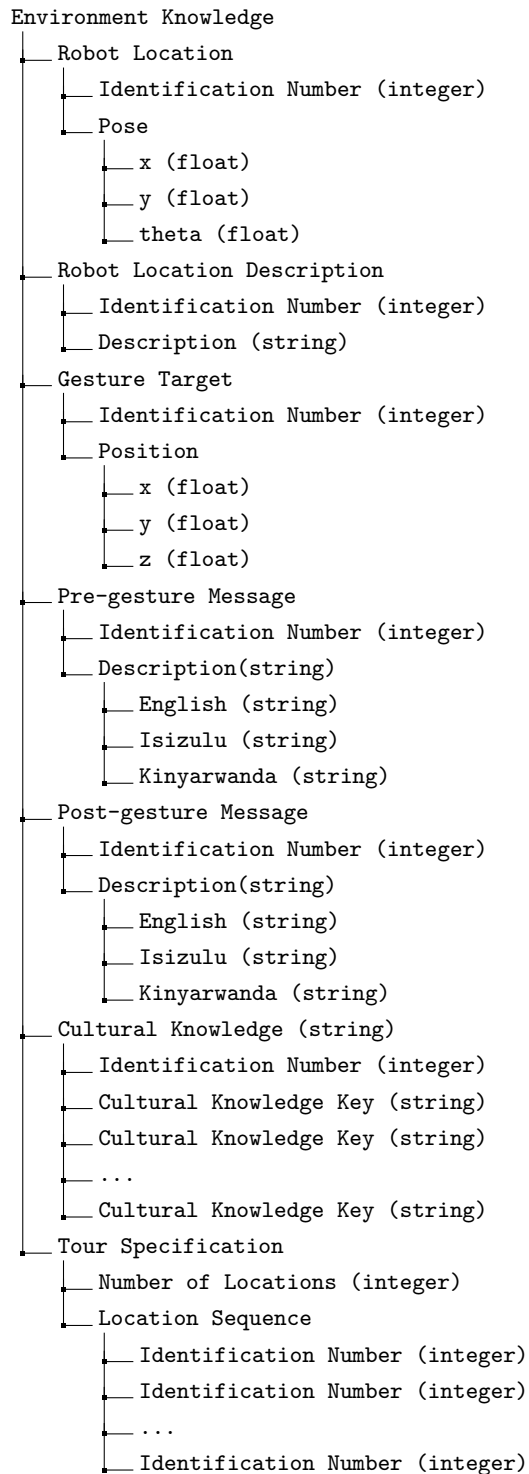 Environment Knowledge
Robot Location
Identification Number (integer)
Pose
x (float)
y (float)
theta (float)
Robot Location Description
Identification Number (integer)
Description (string)
Gesture Target
Identification Number (integer)
Position
x (float)
y (float)
z (float)
Pre-gesture Message
Identification Number (integer)
Description(string)
English (string)
Isizulu (string)
Kinyarwanda (string)
Post-gesture Message
Identification Number (integer)
Description(string)
English (string)
Isizulu (string)
Kinyarwanda (string)
Cultural Knowledge (string)
Identification Number (integer)
Cultural Knowledge Key (string)
Cultural Knowledge Key (string)
...
Cultural Knowledge Key (string)
Tour Specification
Number of Locations (integer)
Location Sequence
Identification Number (integer)
Identification Number (integer)
...
Identification Number (integer)